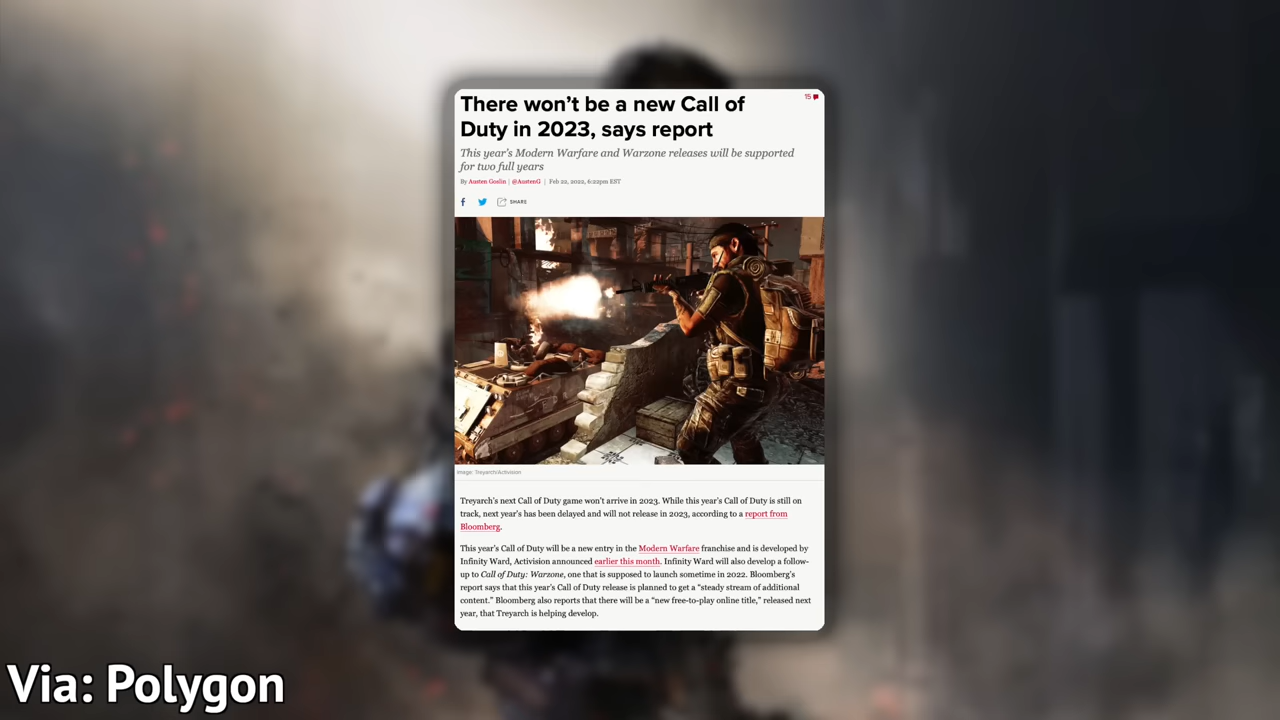 There won't be a new Call of
Duty in 2023, says report
15
This year's Modern Warfare and Warzone releases will be supported
for two full years
By Austen Goslin | @AustenG | Feb 22, 2022, 6:22pm EST
SHARE
Image: Treyarch/Activision
Treyarch's next Call of Duty game won't arrive in 2023. While this year's Call of Duty is still on
track, next year's has been delayed and will not release in 2023, according to a report from
Bloomberg.
This year's Call of Duty will be a new entry in the Modern Warfare franchise and is developed by
Infinity Ward, Activision announced earlier this month. Infinity Ward will also develop a follow-
up to Call of Duty: Warzone, one that is supposed to launch sometime in 2022. Bloomberg's
report says that this year's Call of Duty release is planned to get a “steady stream of additional
content.” Bloomberg also reports that there will be a “new free-to-play online title,” released next
year, that Treyarch is helping develop.
Via: Polygon